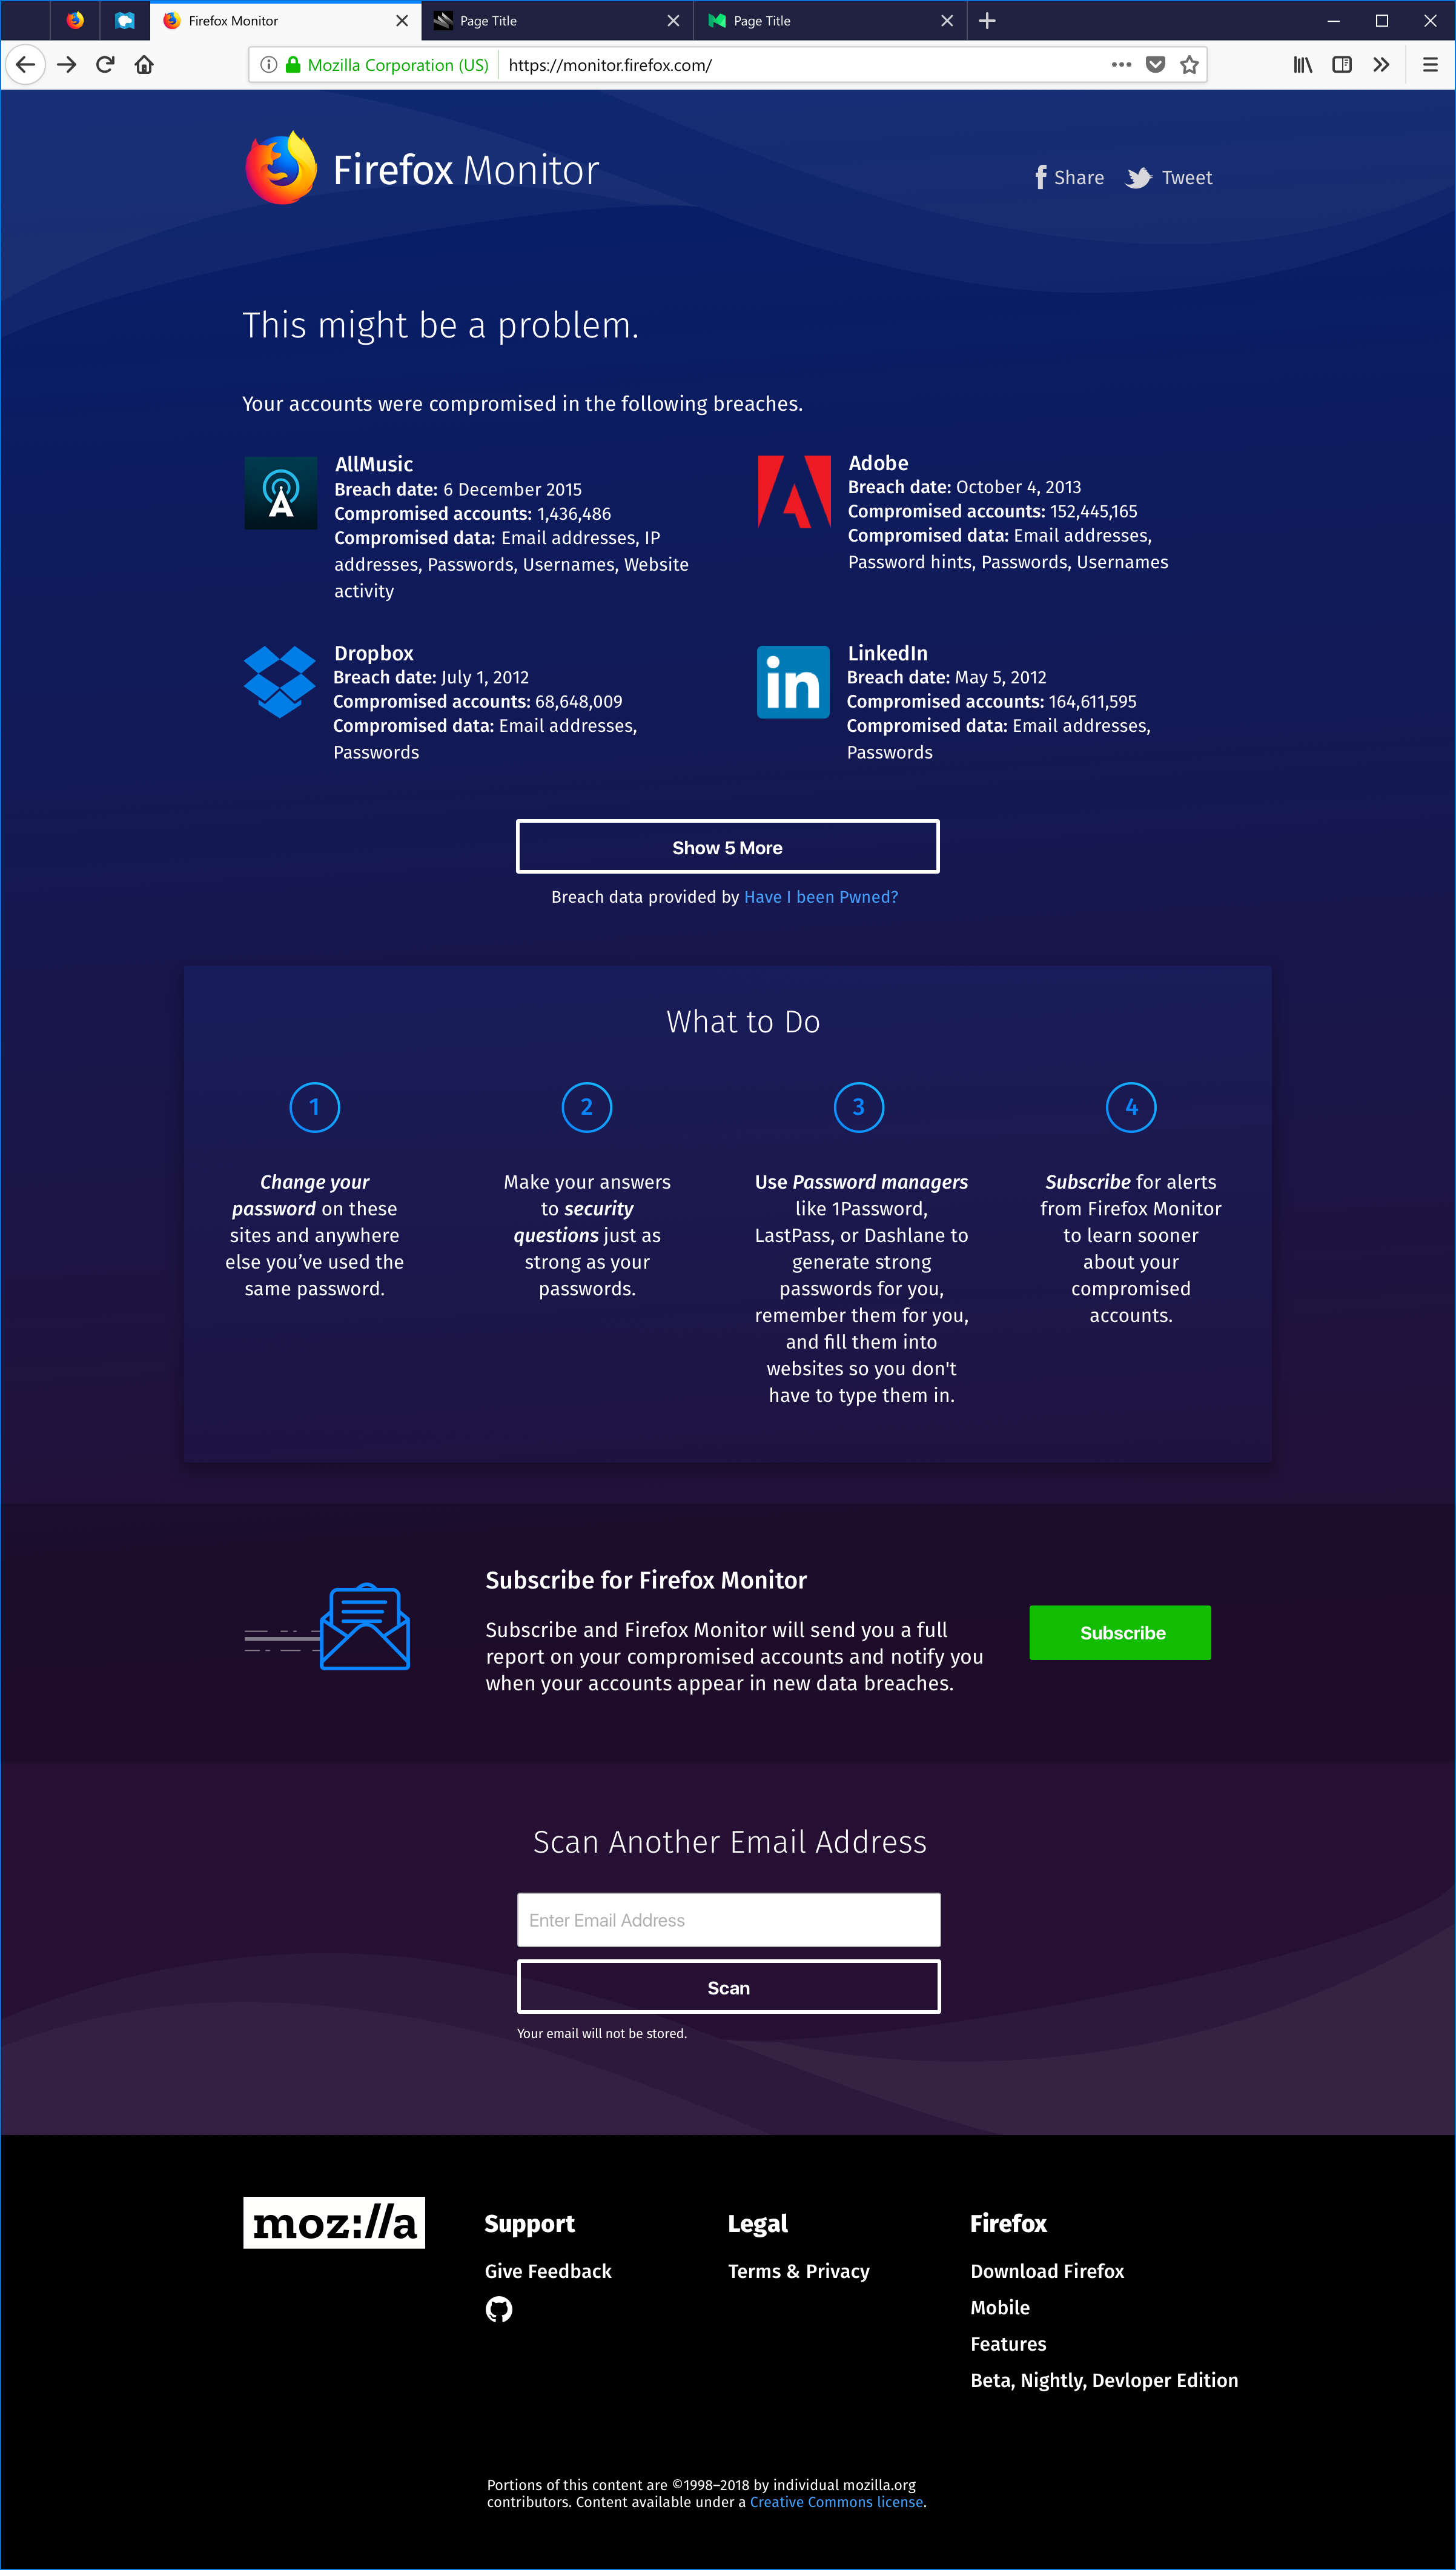 Firefox Monitor
Page Title
Page Title
Mozilla Corporation (US)
https://monitor.firefox.com/
Firefox Monitor
Share
Tweet
This might be a problem.
Your accounts were compromised in the following breaches.
AllMusic
Breach date: 6 December 2015
Compromised accounts: 1,436,486
Compromised data: Email addresses, IP
addresses, Passwords, Usernames, Website
activity
Adobe
Breach date: October 4, 2013
Compromised accounts: 152,445,165
Compromised data: Email addresses,
Password hints, Passwords, Usernames
Dropbox
Breach date: July 1, 2012
Compromised accounts: 68,648,009
Compromised data: Email addresses,
Passwords
in
LinkedIn
Breach date: May 5, 2012
Compromised accounts: 164,611,595
Compromised data: Email addresses,
Passwords
Show 5 More
Breach data provided by Have I been Pwned?
What to Do
1
Change your
password on these
sites and anywhere
else you’ve used the
same password.
2
Make your answers
to security
questions just as
strong as your
passwords.
3
Use Password managers
like 1Password,
LastPass, or Dashlane to
generate strong
passwords for you,
remember them for you,
and fill them into
websites so you don't
have to type them in.
4
Subscribe for alerts
from Firefox Monitor
to learn sooner
about your
compromised
accounts.
Subscribe for Firefox Monitor
Subscribe and Firefox Monitor will send you a full
report on your compromised accounts and notify you
when your accounts appear in new data breaches.
Subscribe
Scan Another Email Address
Enter Email Address
Scan
Your email will not be stored.
moz://a
Support
Give Feedback
Legal
Terms & Privacy
Firefox
Download Firefox
Mobile
Features
Beta, Nightly, Devloper Edition
Portions of this content are ©1998–2018 by individual mozilla.org
contributors. Content available under a Creative Commons license.